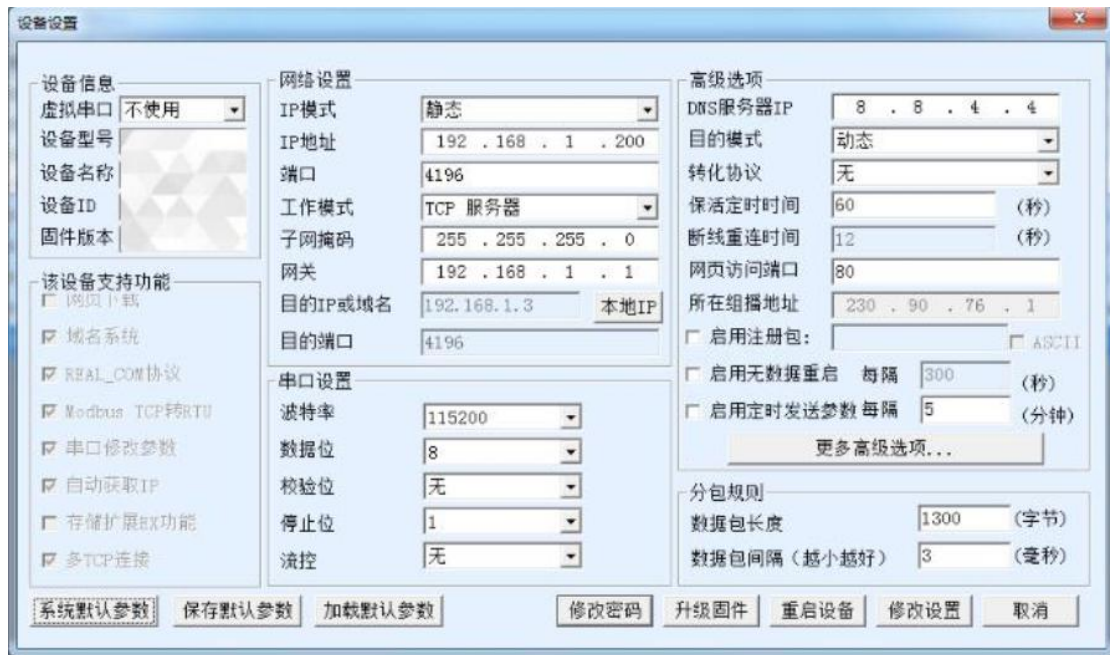 设备设置
设备信息
虚拟串口 不使用
设备型号
设备名称
设备ID
固件版本
该设备支持功能
网页下载
域名系统
REAL_COM协议
Modbus TCP转RTU
串口修改参数
自动获取IP
存储扩展EX功能
多TCP连接
网络设置
IP模式 静态
IP地址 192 . 168 . 1 . 200
端口 4196
工作模式 TCP 服务器
子网掩码 255 . 255 . 255 . 0
网关 192 . 168 . 1 . 1
目的IP或域名 192.168.1.3 本地IP
目的端口 4196
串口设置
波特率 115200
数据位 8
校验位 无
停止位 1
流控 无
高级选项
DNS服务器IP 8 . 8 . 4 . 4
目的模式 动态
转化协议 无
保活定时时间 60 (秒)
断线重连时间 12 (秒)
网页访问端口 80
所在组播地址 230 . 90 . 76 . 1
启用注册包: ASCII
启用无数据重启 每隔 300 (秒)
启用定时发送参数 每隔 5 (分钟)
更多高级选项...
分包规则
数据包长度 1300 (字节)
数据包间隔(越小越好) 3 (毫秒)
系统默认参数 保存默认参数 加载默认参数 修改密码 升级固件 重启设备 修改设置 取消